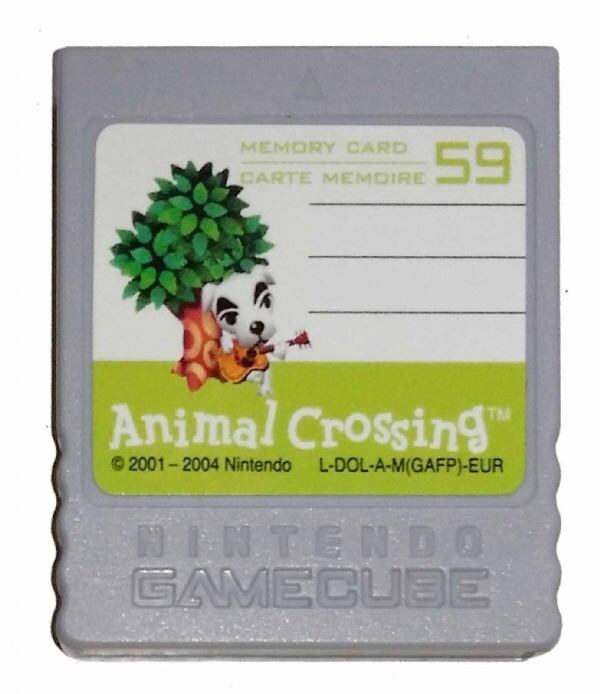 MEMORY CARD 59
CARTE MEMOIRE
Animal Crossing™
© 2001 – 2004 Nintendo L-DOL-A-M(GAFP)-EUR
NINTENDO
GAMECUBE